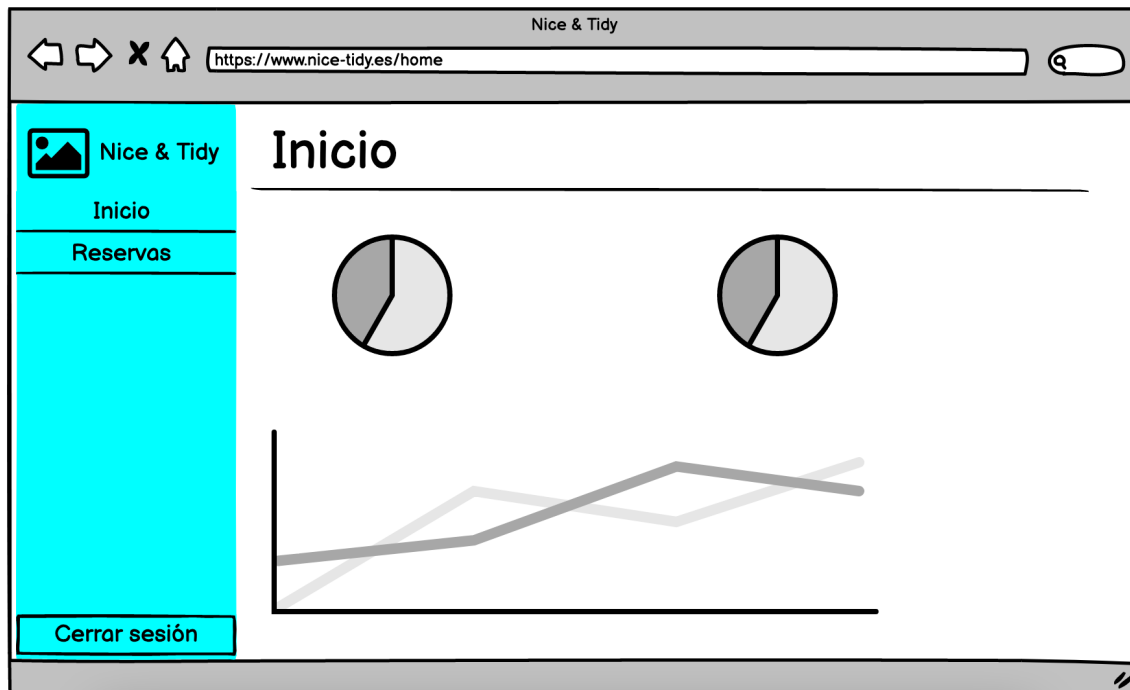 Nice & Tidy
https://www.nice-tidy.es/home
Nice & Tidy
Inicio
Inicio
Reservas
Cerrar sesión